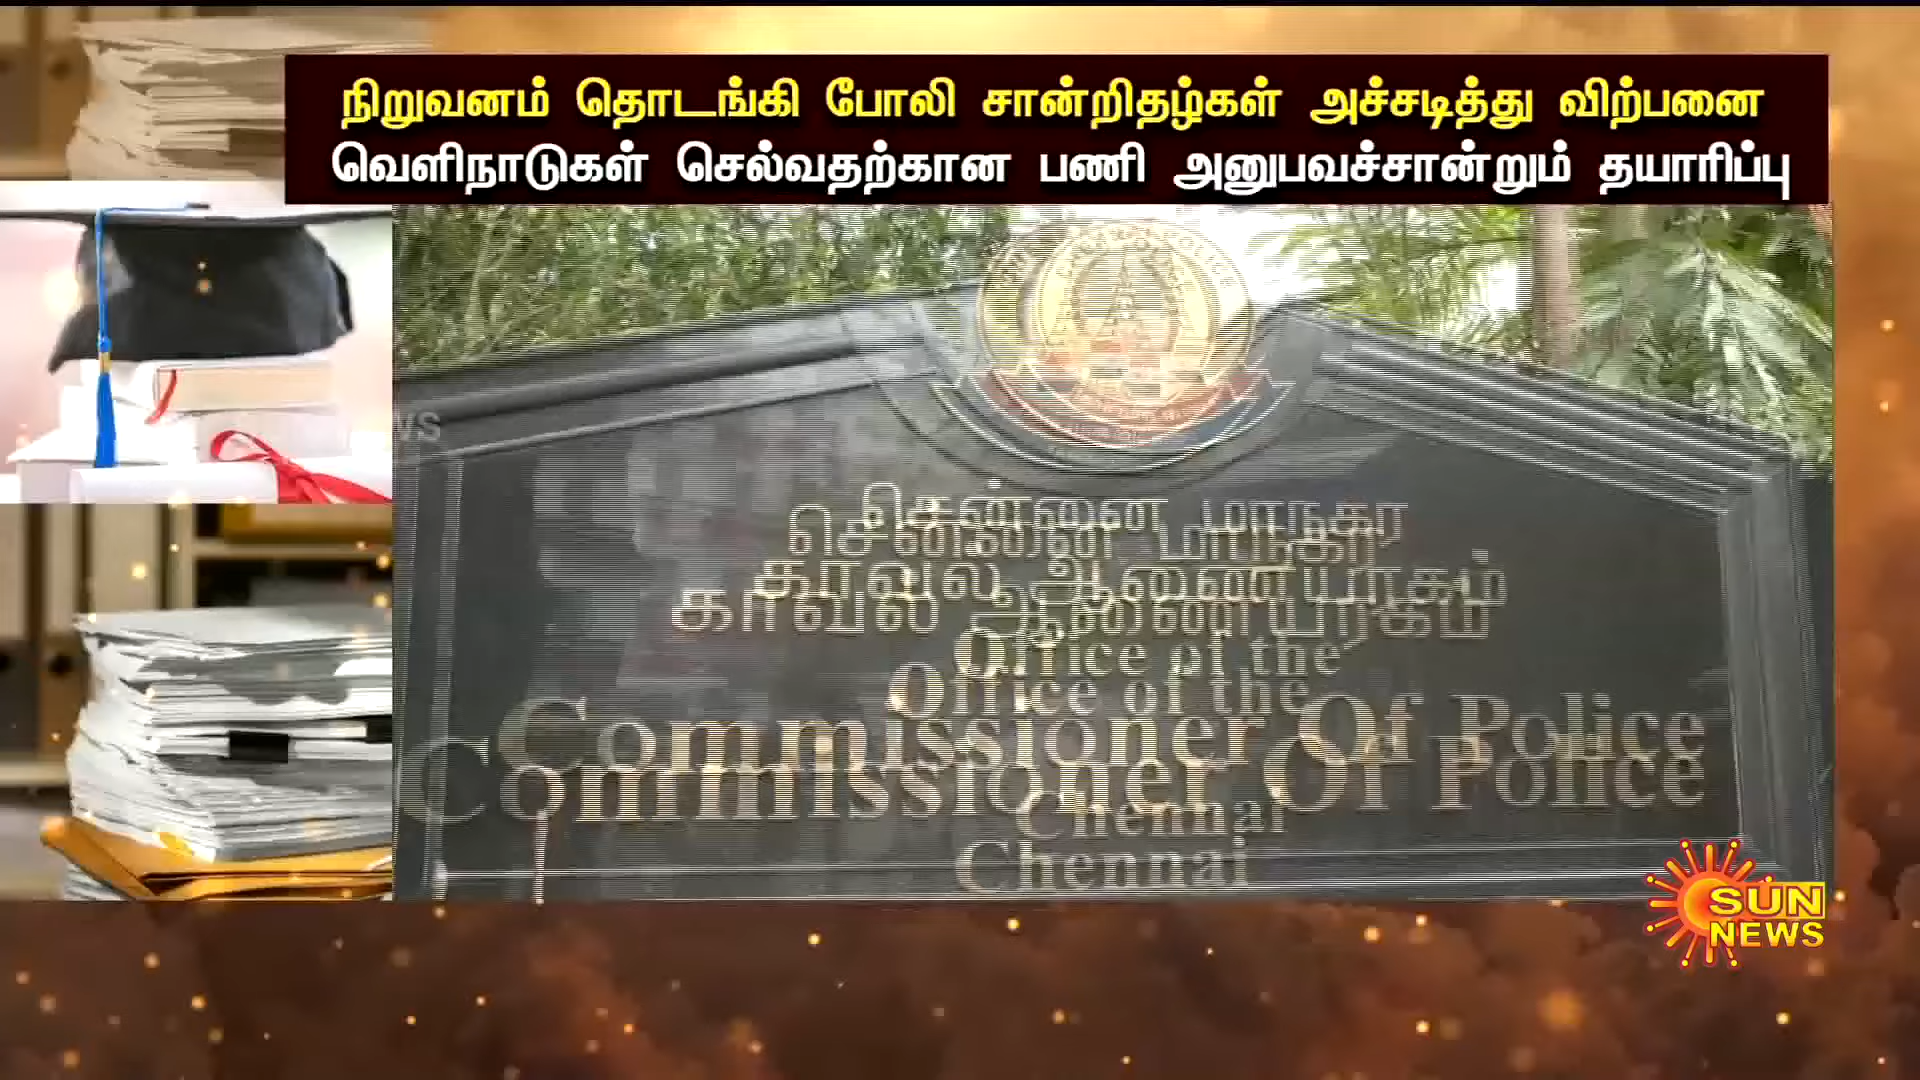 நிறுவனம் தொடங்கி போலி சான்றிதழ்கள் அச்சடித்து விற்பனை
வெளிநாடுகள் செல்வதற்கான பணி அனுபவச்சான்றும் தயாரிப்பு
சென்னை மாநகர
காவல் ஆணையரகம்
Office of the
Commissioner Of Police
Chennai
SUN
NEWS